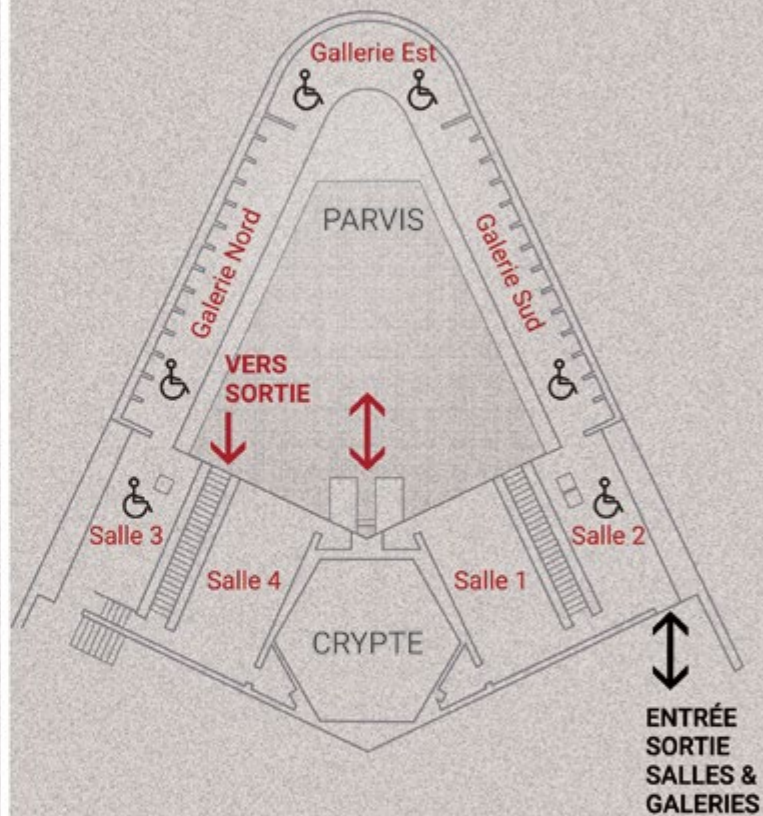 Gallerie Est
PARVIS
Galerie Nord
Galerie Sud
VERS
SORTIE
Salle 3
Salle 2
Salle 4
Salle 1
CRYPTE
ENTRÉE
SORTIE
SALLES &
GALERIES